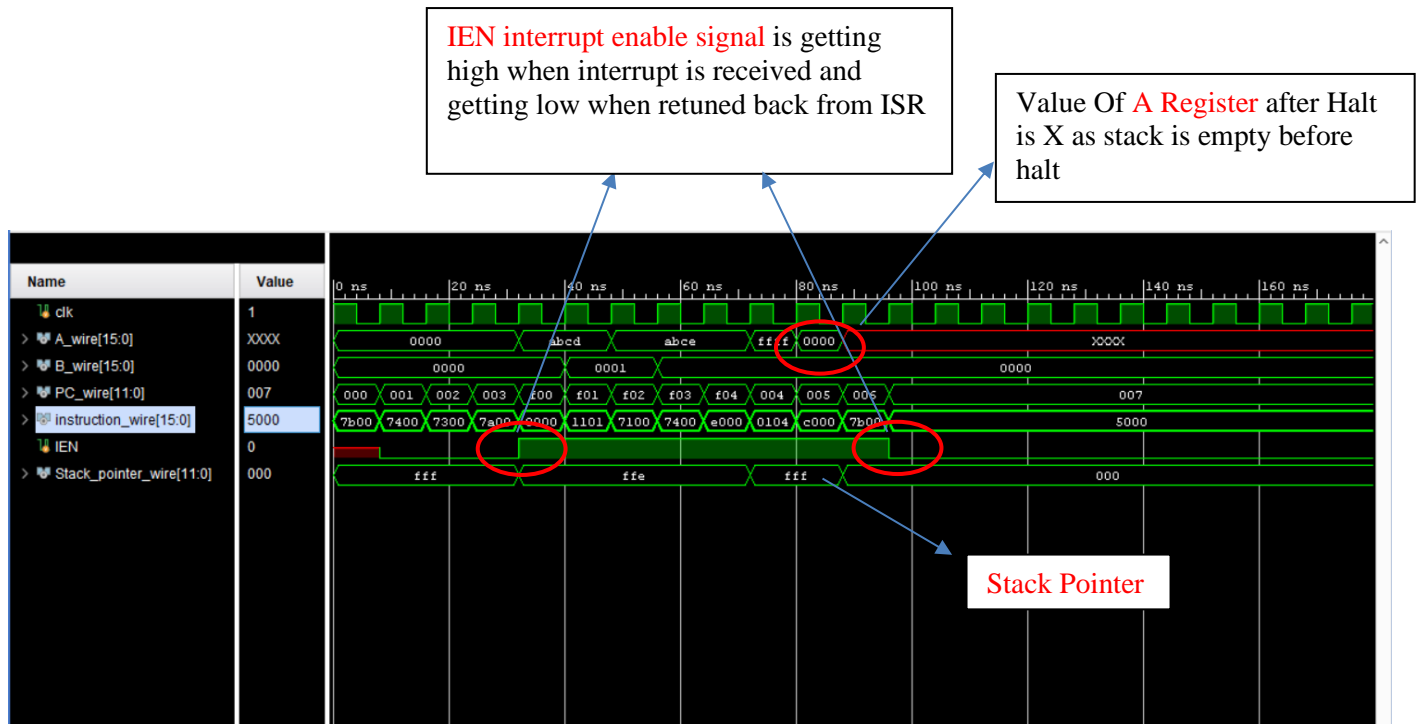 IEN interrupt enable signal is getting
high when interrupt is received and
getting low when retuned back from ISR
Value Of A Register after Halt
is X as stack is empty before
halt
Name Value 0 ns 20 ns 40 ns 60 ns 80 ns 100 ns 120 ns 140 ns 160 ns
clk 1
A_wire[15:0] XXXX 0000 abcd abce ffff 0000 XXXX
B_wire[15:0] 0000 0000 0001 0000
PC_wire[11:0] 007 000 001 002 003 f00 f01 f02 f03 f04 004 005 006 007
instruction_wire[15:0] 5000 7b00 7400 7300 7a00 0000 1101 7100 7400 e000 0104 c000 7b00 5000
IEN 0
Stack_pointer_wire[11:0] 000 fff ffe fff 000
Stack Pointer